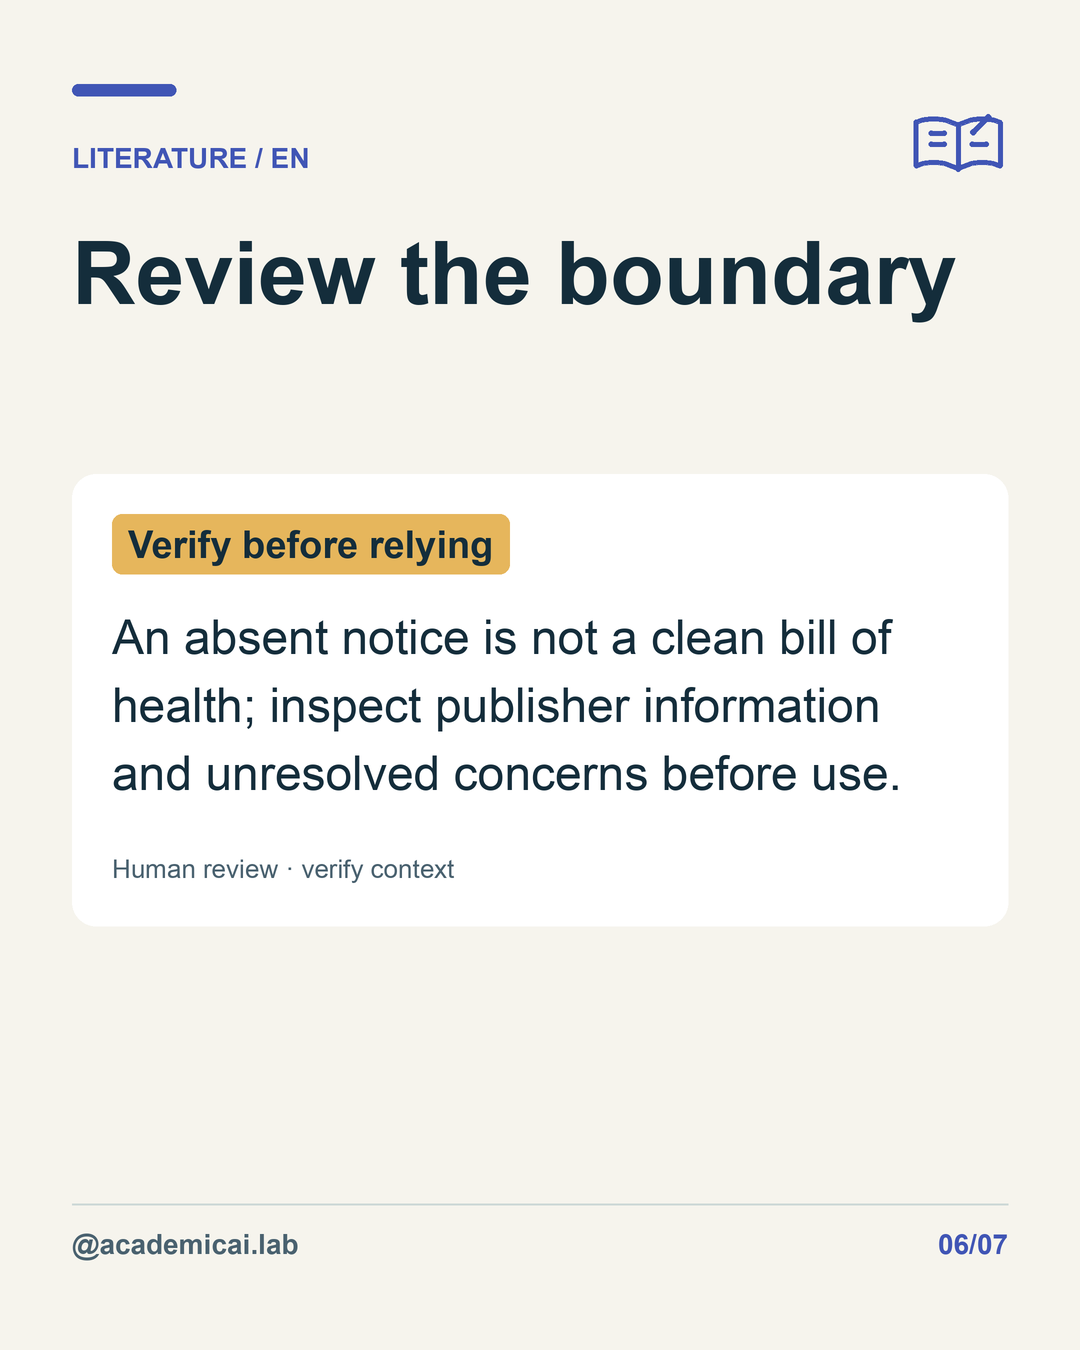 LITERATURE / EN
Review the boundary
Verify before relying
An absent notice is not a clean bill of
health; inspect publisher information
and unresolved concerns before use.
Human review · verify context
@academicai.lab
06/07